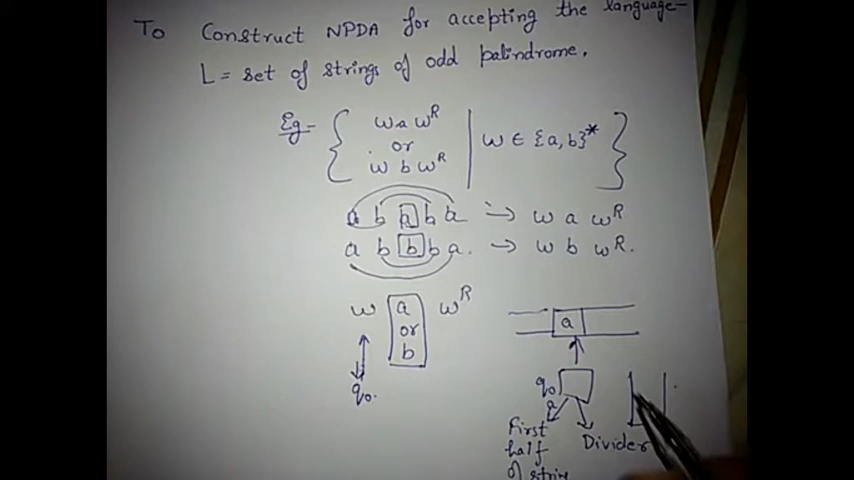 To Construct NPDA for accepting the language-
L = set of strings of odd palindrome.
Eg- { w a w^R
or
w b w^R | w ∈ {a,b}* }
a b a b a → w a w^R
a b b b a. → w b w^R.
w a w^R
or
b
q0.
a
q0
a
First half of string
Divider